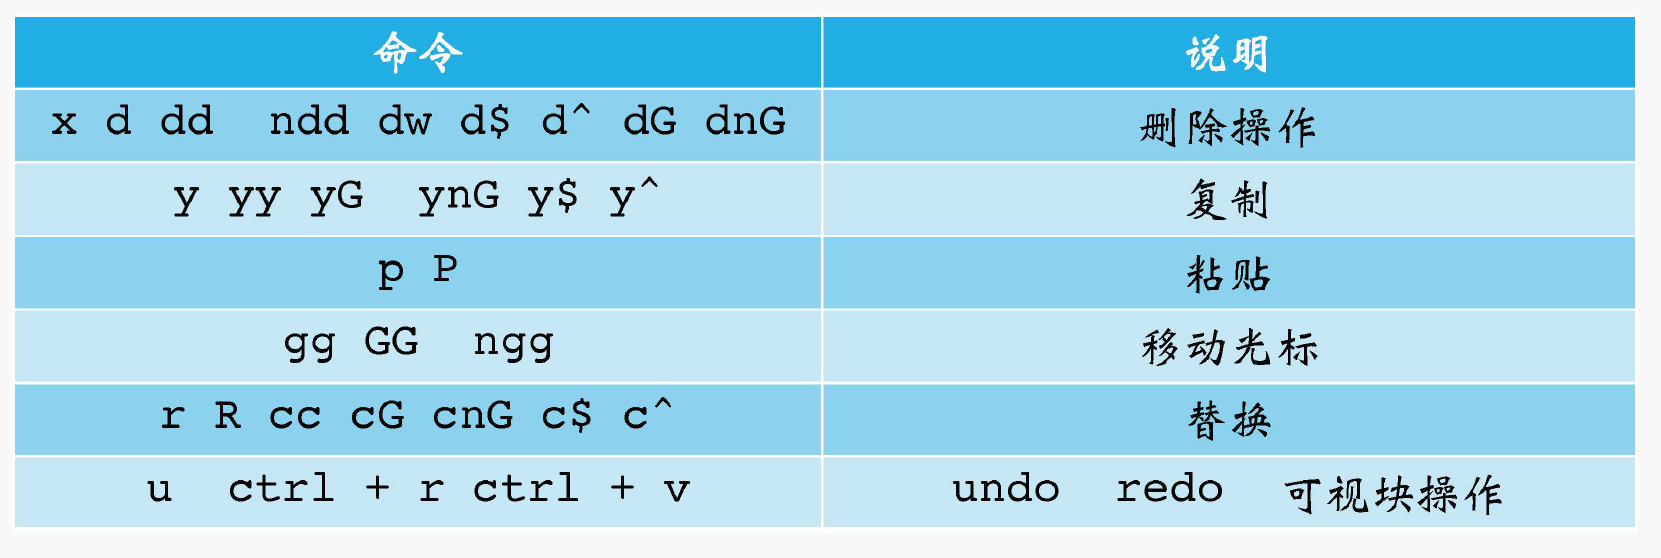 命令 说明
x d dd ndd dw d$ d^ dG dnG 删除操作
y yy yG ynG y$ y^ 复制
p P 粘贴
gg GG ngg 移动光标
r R cc cG cnG c$ c^ 替换
u ctrl + r ctrl + v undo redo 可视块操作